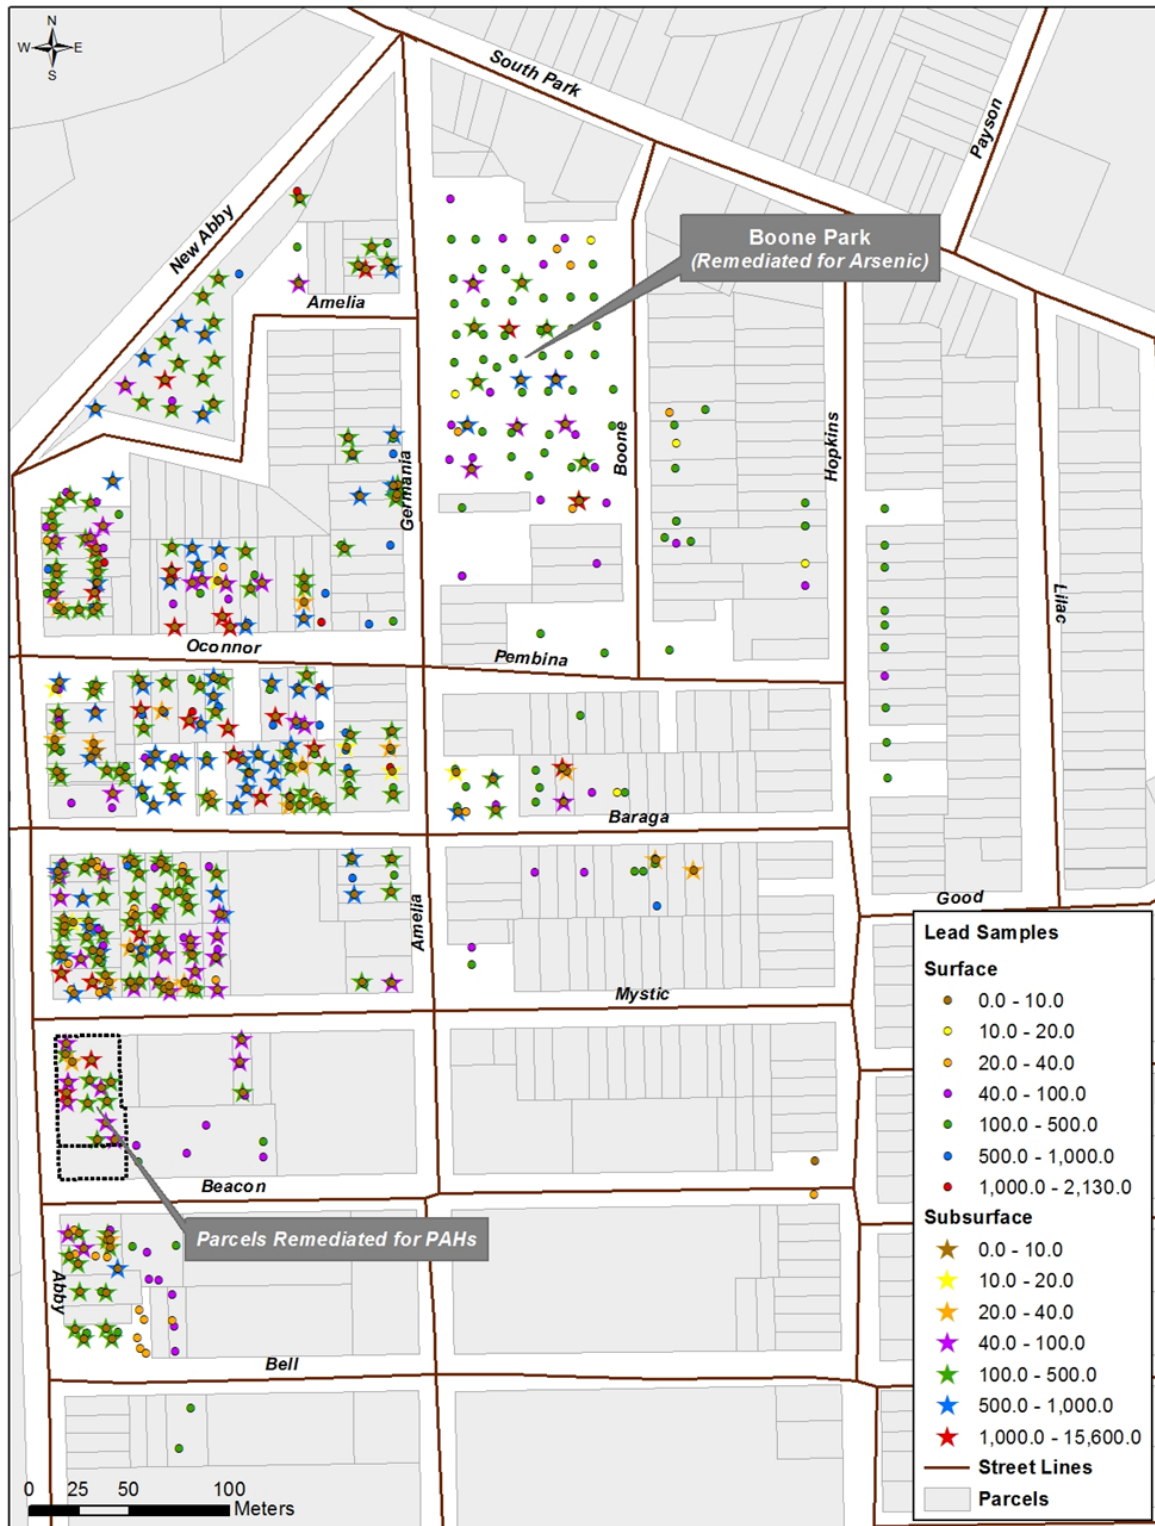 N
W E
S
South Park
Payson
New Abby
Boone Park
(Remediated for Arsenic)
Amelia
Boone
Hopkins
Germania
Lilac
Oconnor
Pembina
Baraga
Good
Amelia
Mystic
Beacon
Parcels Remediated for PAHs
Abby
Bell
0 25 50 100
Meters
Lead Samples
Surface
0.0 - 10.0
10.0 - 20.0
20.0 - 40.0
40.0 - 100.0
100.0 - 500.0
500.0 - 1,000.0
1,000.0 - 2,130.0
Subsurface
0.0 - 10.0
10.0 - 20.0
20.0 - 40.0
40.0 - 100.0
100.0 - 500.0
500.0 - 1,000.0
1,000.0 - 15,600.0
Street Lines
Parcels